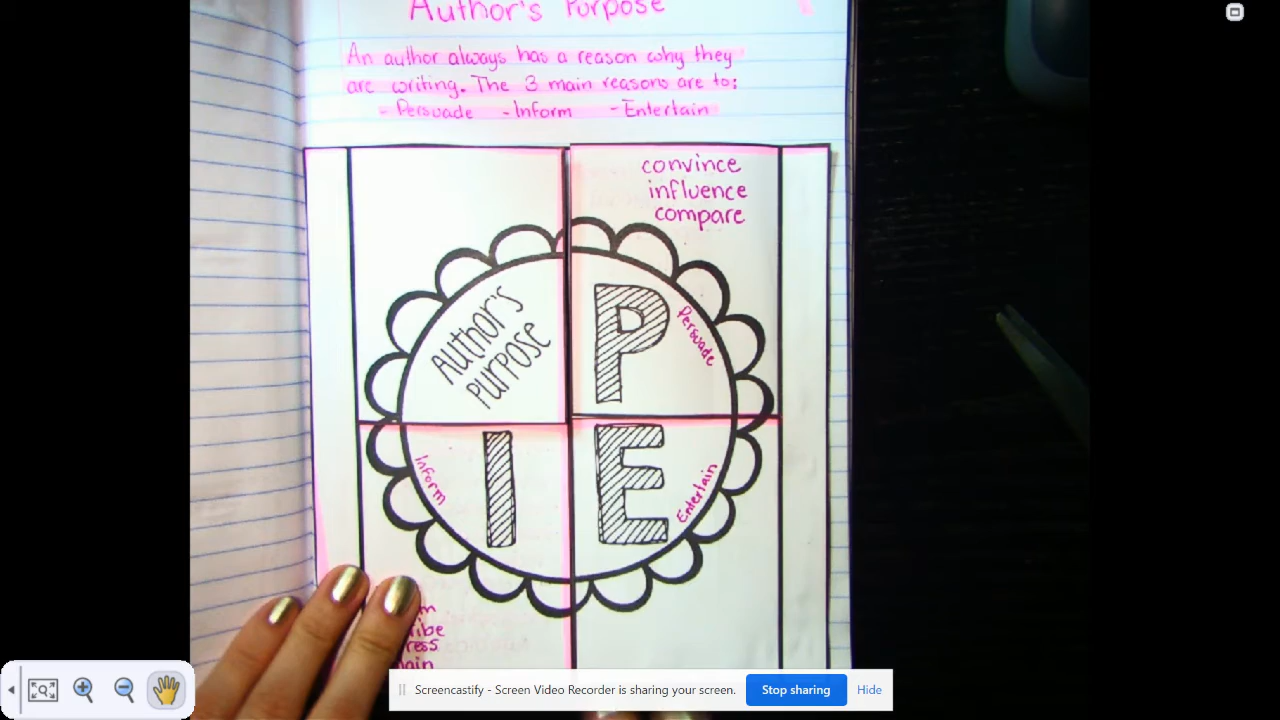 Author's Purpose
An author always has a reason why they
are writing. The 3 main reasons are to:
- Persuade - Inform - Entertain
convince
influence
compare
Author's
Purpose
P
Persuade
I
Inform
E
Entertain
Screencastify - Screen Video Recorder is sharing your screen.
Stop sharing
Hide